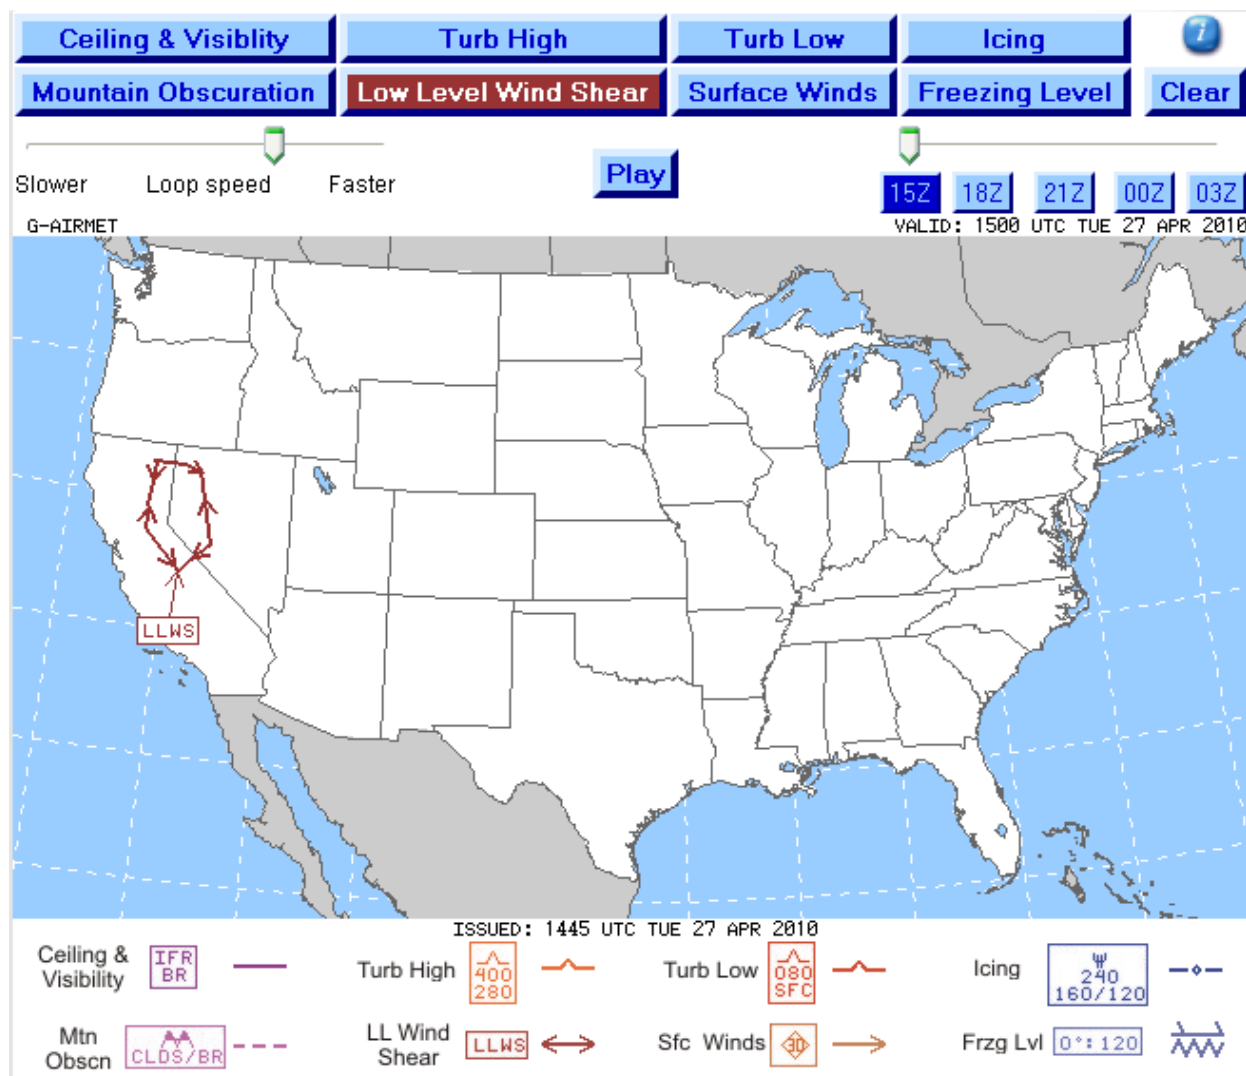 Ceiling & Visiblity Turb High Turb Low Icing i
Mountain Obscuration Low Level Wind Shear Surface Winds Freezing Level Clear
Slower Loop speed Faster
Play
15Z 18Z 21Z 00Z 03Z
G-AIRMET
VALID: 1500 UTC TUE 27 APR 2010
LLWS
ISSUED: 1445 UTC TUE 27 APR 2010
Ceiling &
Visibility
IFR
BR
Turb High
400
280
Turb Low
080
SFC
Icing
240
160/120
Mtn
Obscn
CLDS/BR
LL Wind
Shear
LLWS
Sfc Winds
30
Frzg Lvl
0°:120